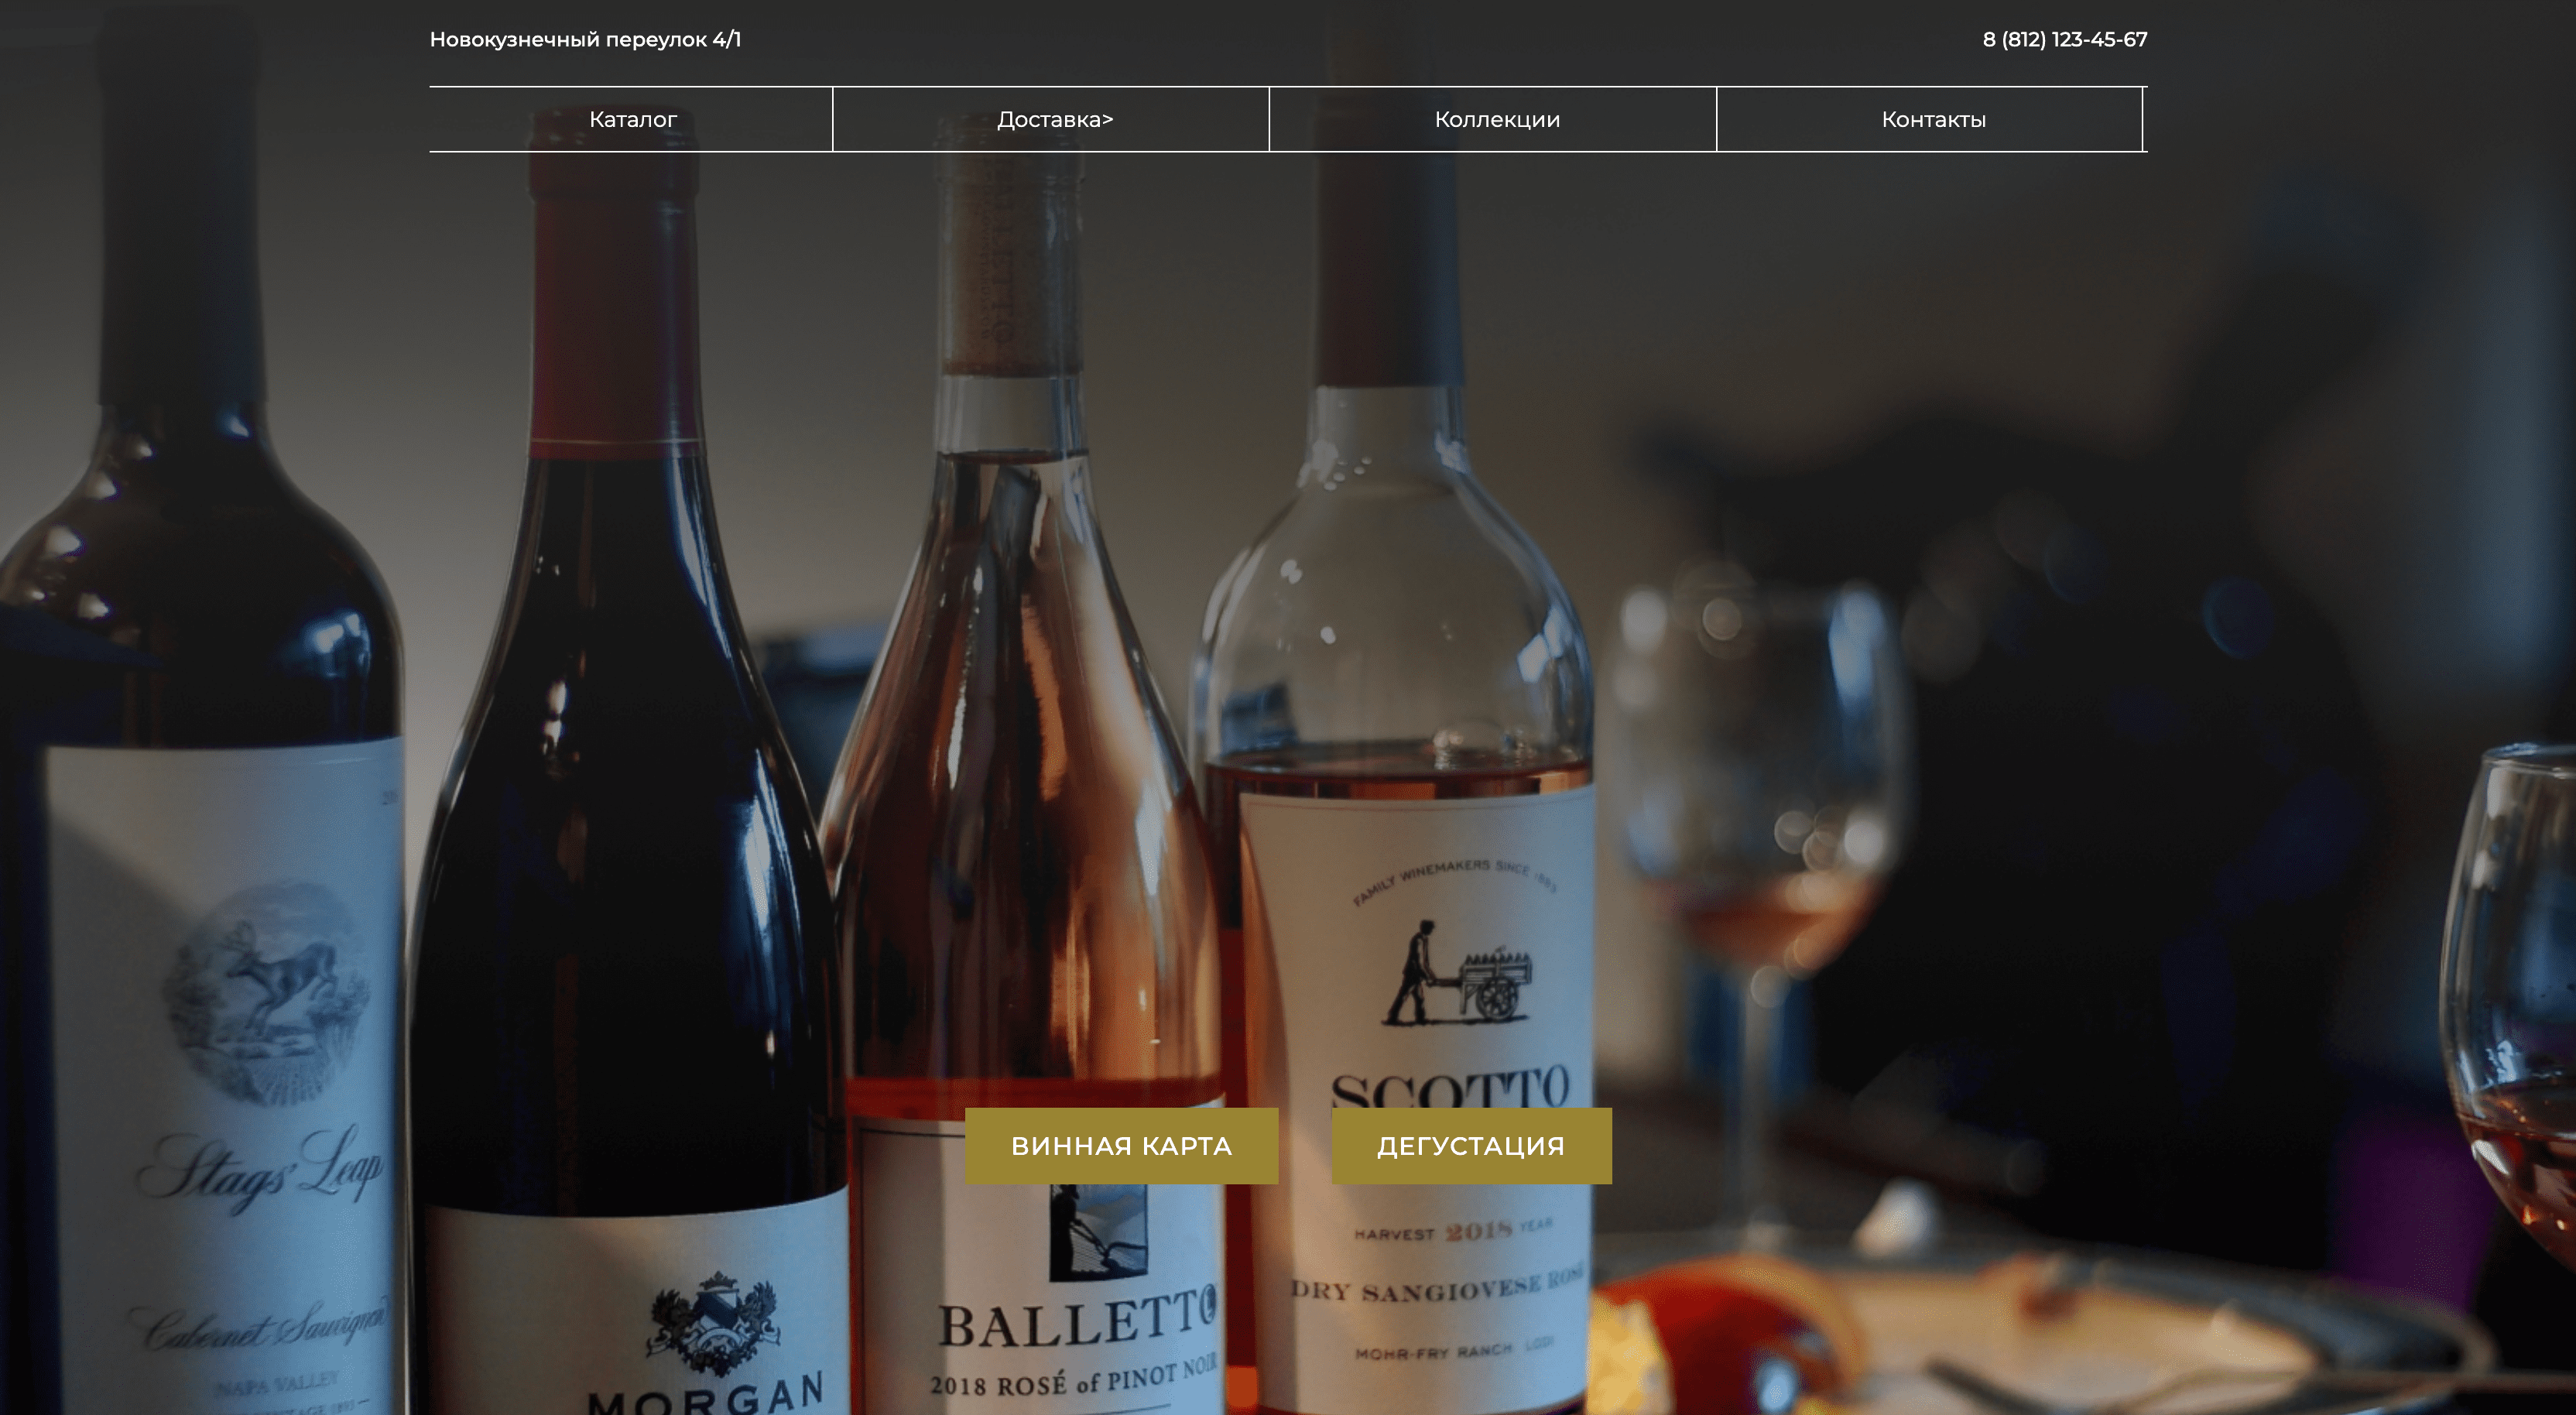 Новокузнечный переулок 4/1
8 (812) 123-45-67
Каталог
Доставка>
Коллекции
Контакты
FAMILY WINEMAKERS SINCE 1883
SCOTTO
ВИННАЯ КАРТА
ДЕГУСТАЦИЯ
Stags' Leap
HARVEST 2018 YEAR
DRY SANGIOVESE ROSÉ
Cabernet Sauvignon
BALLETTO
MOHR-FRY RANCH LODI
2018 ROSÉ of PINOT NOIR
NAPA VALLEY
MORGAN